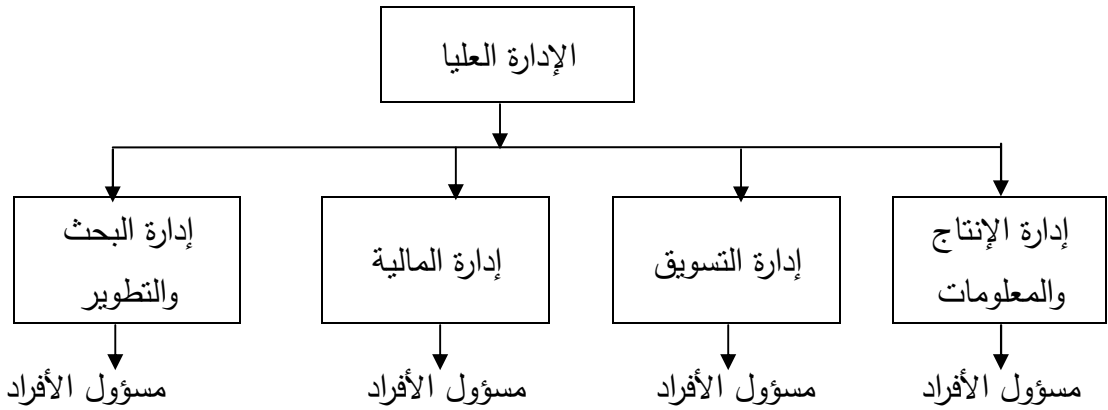 الإدارة العليا
إدارة الإنتاج
والمعلومات
إدارة التسويق
إدارة المالية
إدارة البحث
والتطوير
مسؤول الأفراد
مسؤول الأفراد
مسؤول الأفراد
مسؤول الأفراد